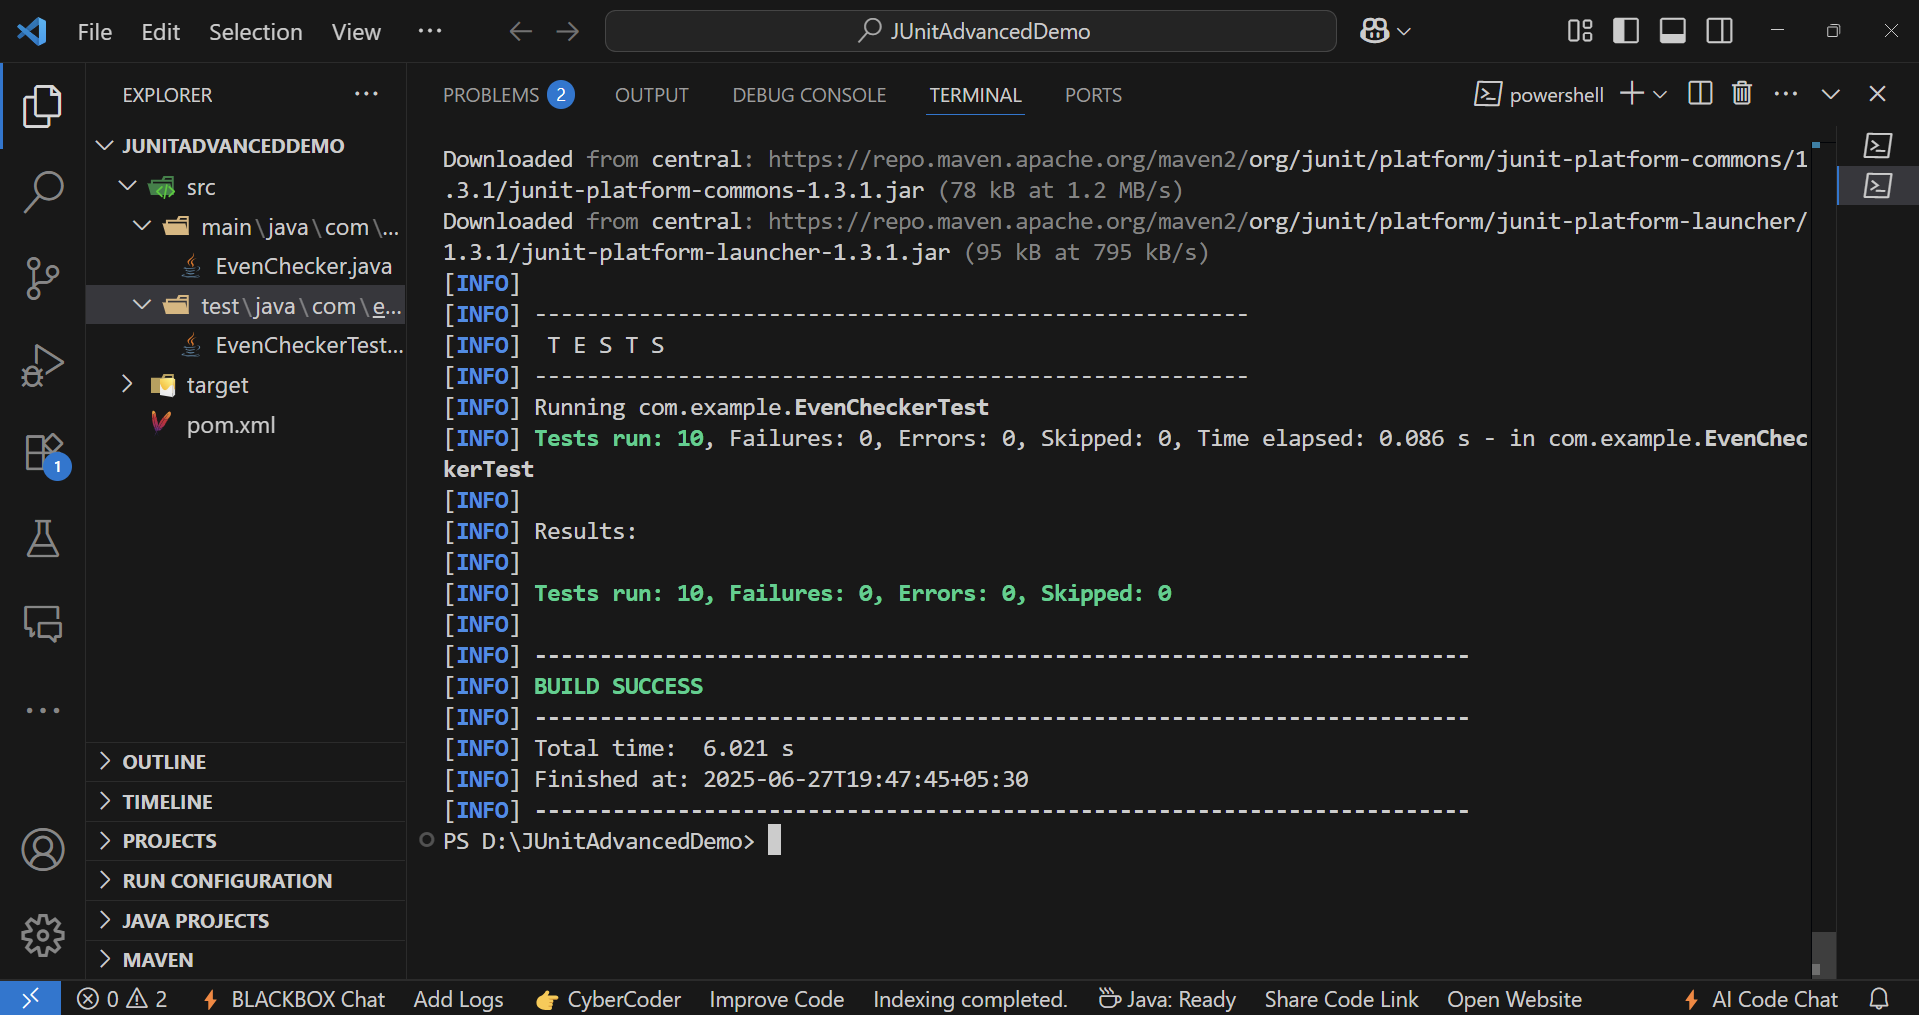 File Edit Selection View ··· JUnitAdvancedDemo
EXPLORER ···
JUNITADVANCEDDEMO
src
main\java\com\...
EvenChecker.java
test\java\com\e...
EvenCheckerTest...
target
pom.xml
OUTLINE
TIMELINE
PROJECTS
RUN CONFIGURATION
JAVA PROJECTS
MAVEN
1
PROBLEMS 2 OUTPUT DEBUG CONSOLE TERMINAL PORTS powershell
Downloaded from central: https://repo.maven.apache.org/maven2/org/junit/platform/junit-platform-commons/1
.3.1/junit-platform-commons-1.3.1.jar (78 kB at 1.2 MB/s)
Downloaded from central: https://repo.maven.apache.org/maven2/org/junit/platform/junit-platform-launcher/
1.3.1/junit-platform-launcher-1.3.1.jar (95 kB at 795 kB/s)
[INFO]
[INFO] -------------------------------------------------------
[INFO]  T E S T S
[INFO] -------------------------------------------------------
[INFO] Running com.example.EvenCheckerTest
[INFO] Tests run: 10, Failures: 0, Errors: 0, Skipped: 0, Time elapsed: 0.086 s - in com.example.EvenChec
kerTest
[INFO]
[INFO] Results:
[INFO]
[INFO] Tests run: 10, Failures: 0, Errors: 0, Skipped: 0
[INFO]
[INFO] ------------------------------------------------------------------------
[INFO] BUILD SUCCESS
[INFO] ------------------------------------------------------------------------
[INFO] Total time:  6.021 s
[INFO] Finished at: 2025-06-27T19:47:45+05:30
[INFO] ------------------------------------------------------------------------
PS D:\JUnitAdvancedDemo>
0 2 BLACKBOX Chat Add Logs CyberCoder Improve Code Indexing completed. Java: Ready Share Code Link Open Website AI Code Chat